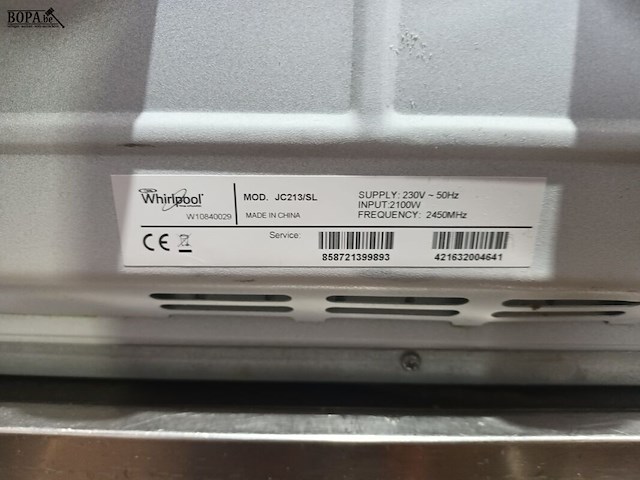 BOPA.be
Whirlpool
W10840029
MOD. JC213/SL
MADE IN CHINA
SUPPLY: 230V ~ 50Hz
INPUT:2100W
FREQUENCY: 2450MHz
CE
Service:
858721399893
421632004641